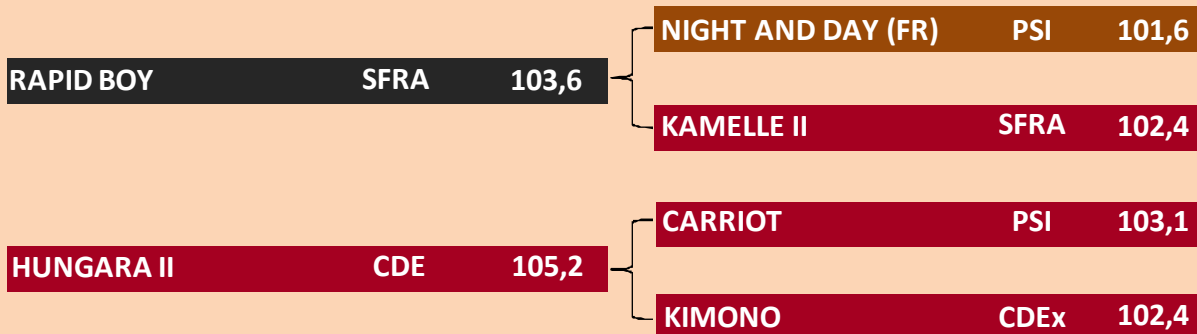 NIGHT AND DAY (FR) PSI 101,6
RAPID BOY SFRA 103,6
KAMELLE II SFRA 102,4
CARRIOT PSI 103,1
HUNGARA II CDE 105,2
KIMONO CDEx 102,4